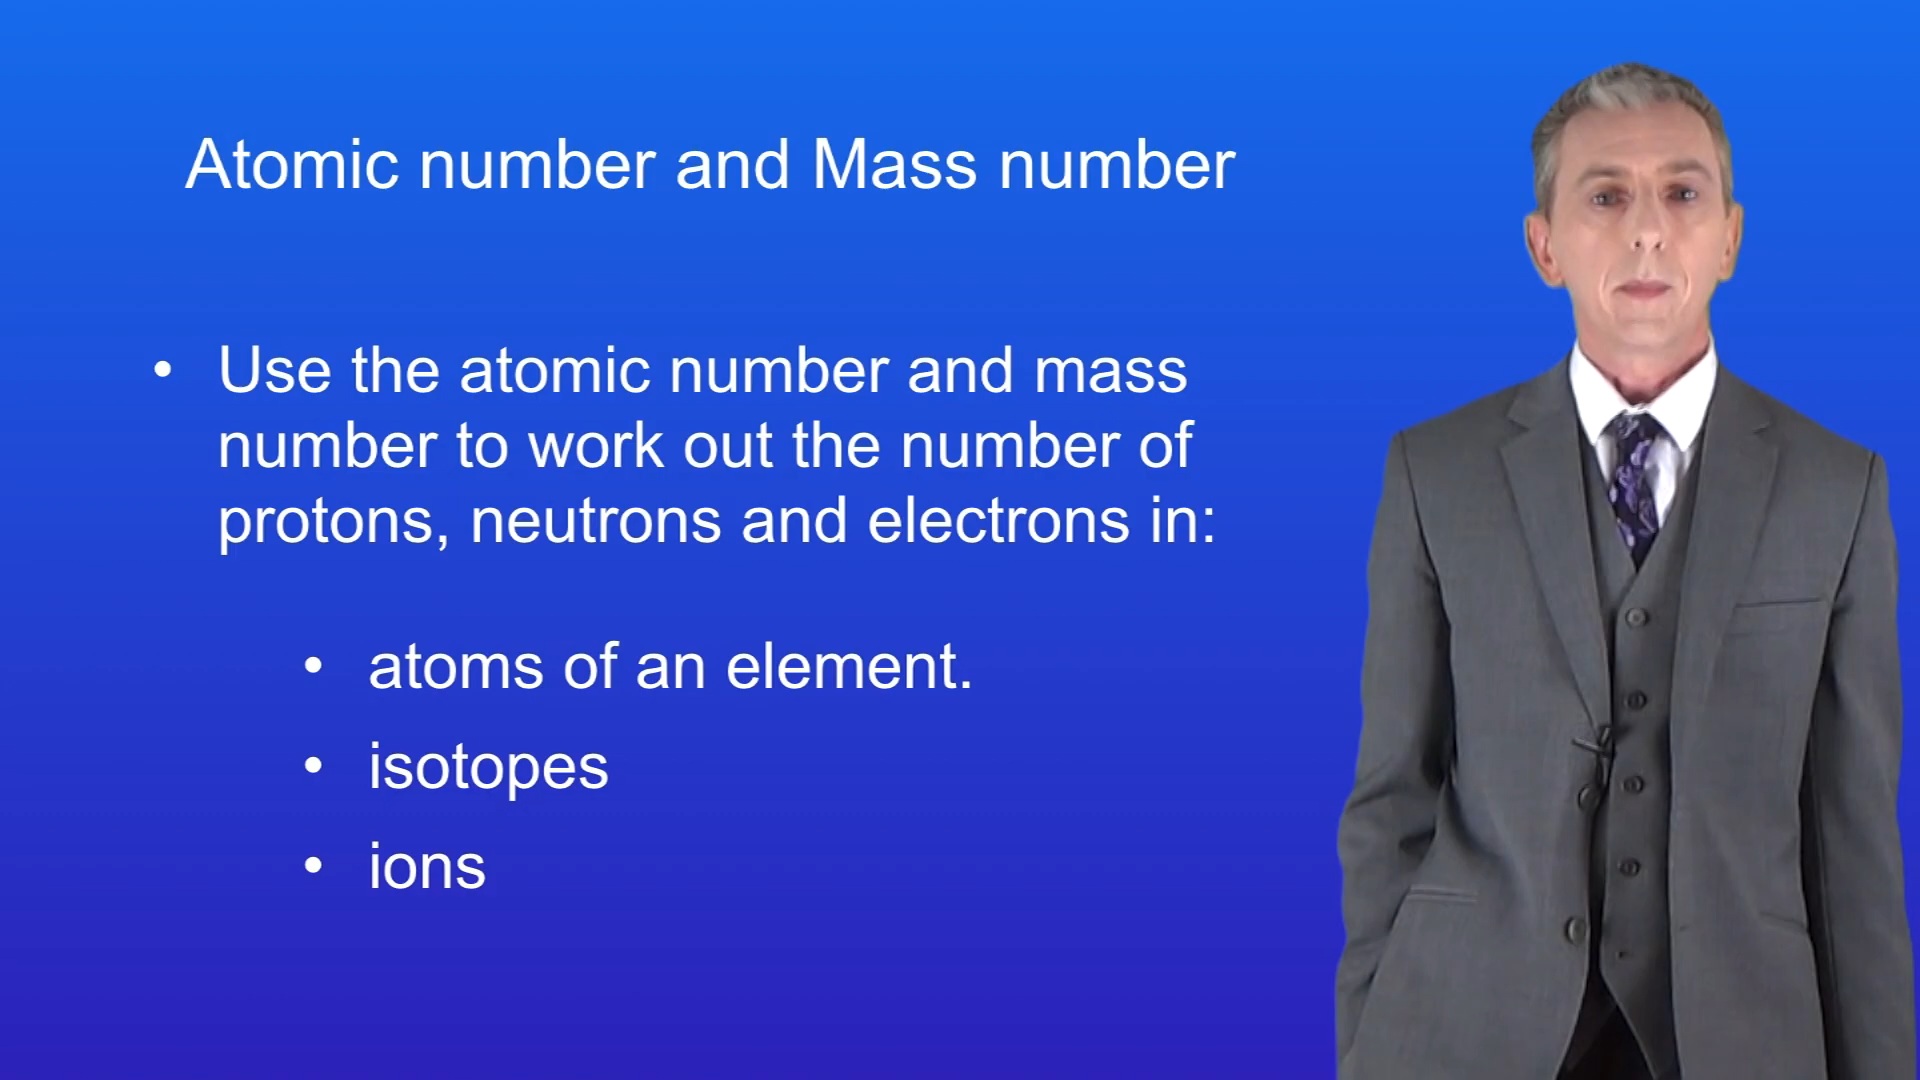 Atomic number and Mass number
• Use the atomic number and mass
number to work out the number of
protons, neutrons and electrons in:
• atoms of an element.
• isotopes
• ions